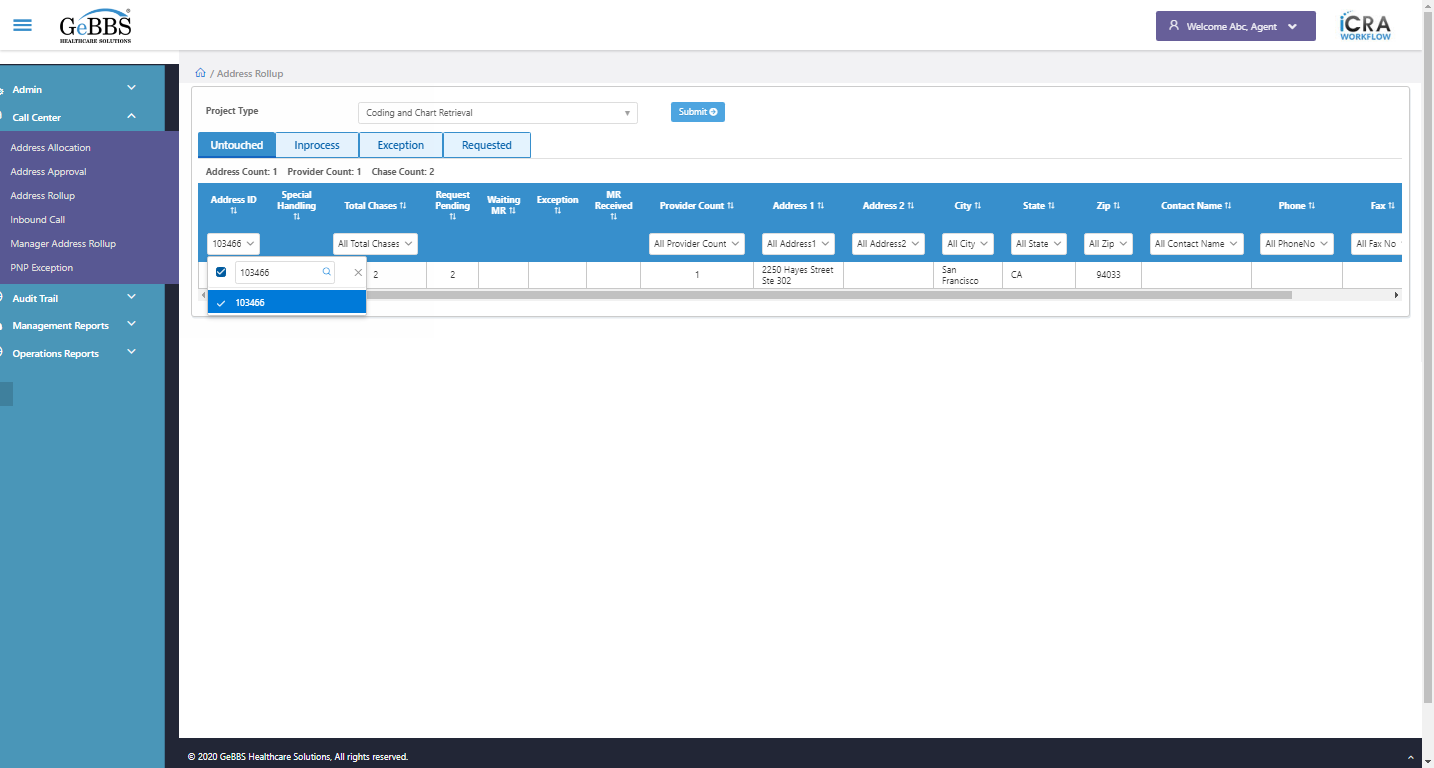 GeBBS
HEALTHCARE SOLUTIONS
Welcome Abc, Agent
iCRA
WORKFLOW
Admin
Call Center
Address Allocation
Address Approval
Address Rollup
Inbound Call
Manager Address Rollup
PNP Exception
Audit Trail
Management Reports
Operations Reports
/ Address Rollup
Project Type
Coding and Chart Retrieval
Submit
Untouched Inprocess Exception Requested
Address Count: 1 Provider Count: 1 Chase Count: 2
Address ID
Special
Handling
Total Chases
Request
Pending
Waiting
MR
Exception
MR
Received
Provider Count
Address 1
Address 2
City
State
Zip
Contact Name
Phone
Fax
103466 All Total Chases All Provider Count All Address1 All Address2 All City All State All Zip All Contact Name All PhoneNo All Fax No
103466
103466
2 2 1
2250 Hayes Street
Ste 302
San
Francisco
CA
94033
© 2020 GeBBS Healthcare Solutions, All rights reserved.